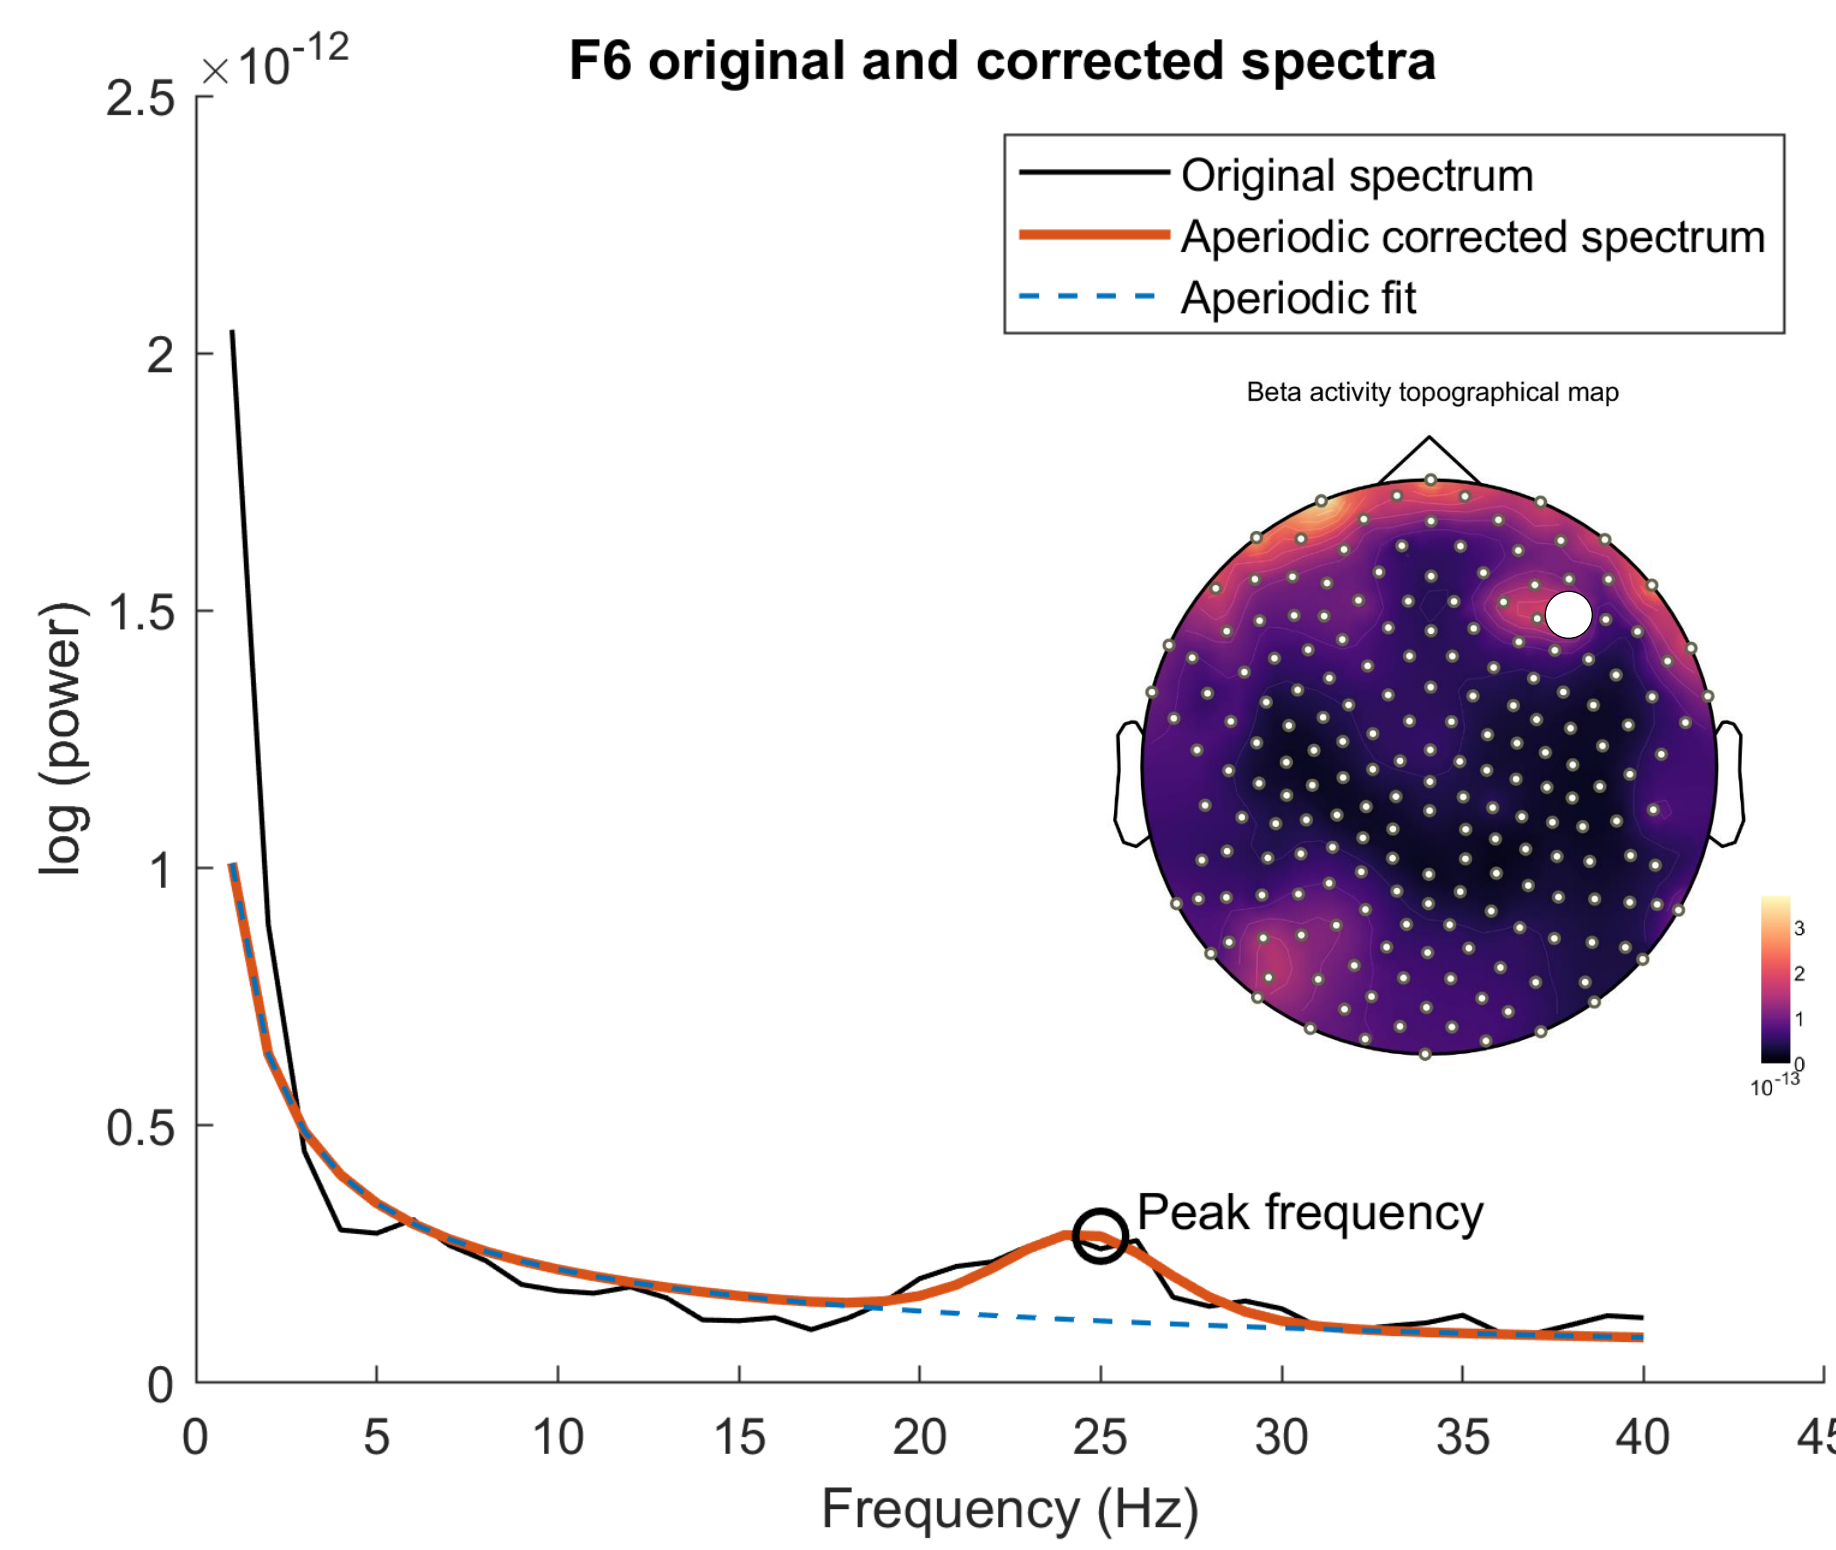 ×10-12
F6 original and corrected spectra
2.5
2
1.5
1
0.5
0
log (power)
Original spectrum
Aperiodic corrected spectrum
Aperiodic fit
Beta activity topographical map
3
2
1
0
10-13
Peak frequency
0 5 10 15 20 25 30 35 40 45
Frequency (Hz)